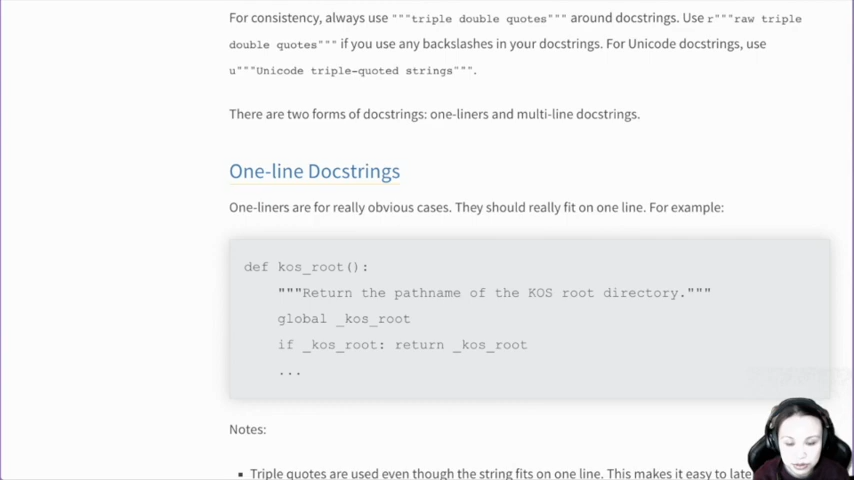 For consistency, always use """triple double quotes""" around docstrings. Use r"""raw triple
double quotes""" if you use any backslashes in your docstrings. For Unicode docstrings, use
u"""Unicode triple-quoted strings""".
There are two forms of docstrings: one-liners and multi-line docstrings.
One-line Docstrings
One-liners are for really obvious cases. They should really fit on one line. For example:
def kos_root():
    """Return the pathname of the KOS root directory."""
    global _kos_root
    if _kos_root: return _kos_root
    ...
Notes:
▪ Triple quotes are used even though the string fits on one line. This makes it easy to late